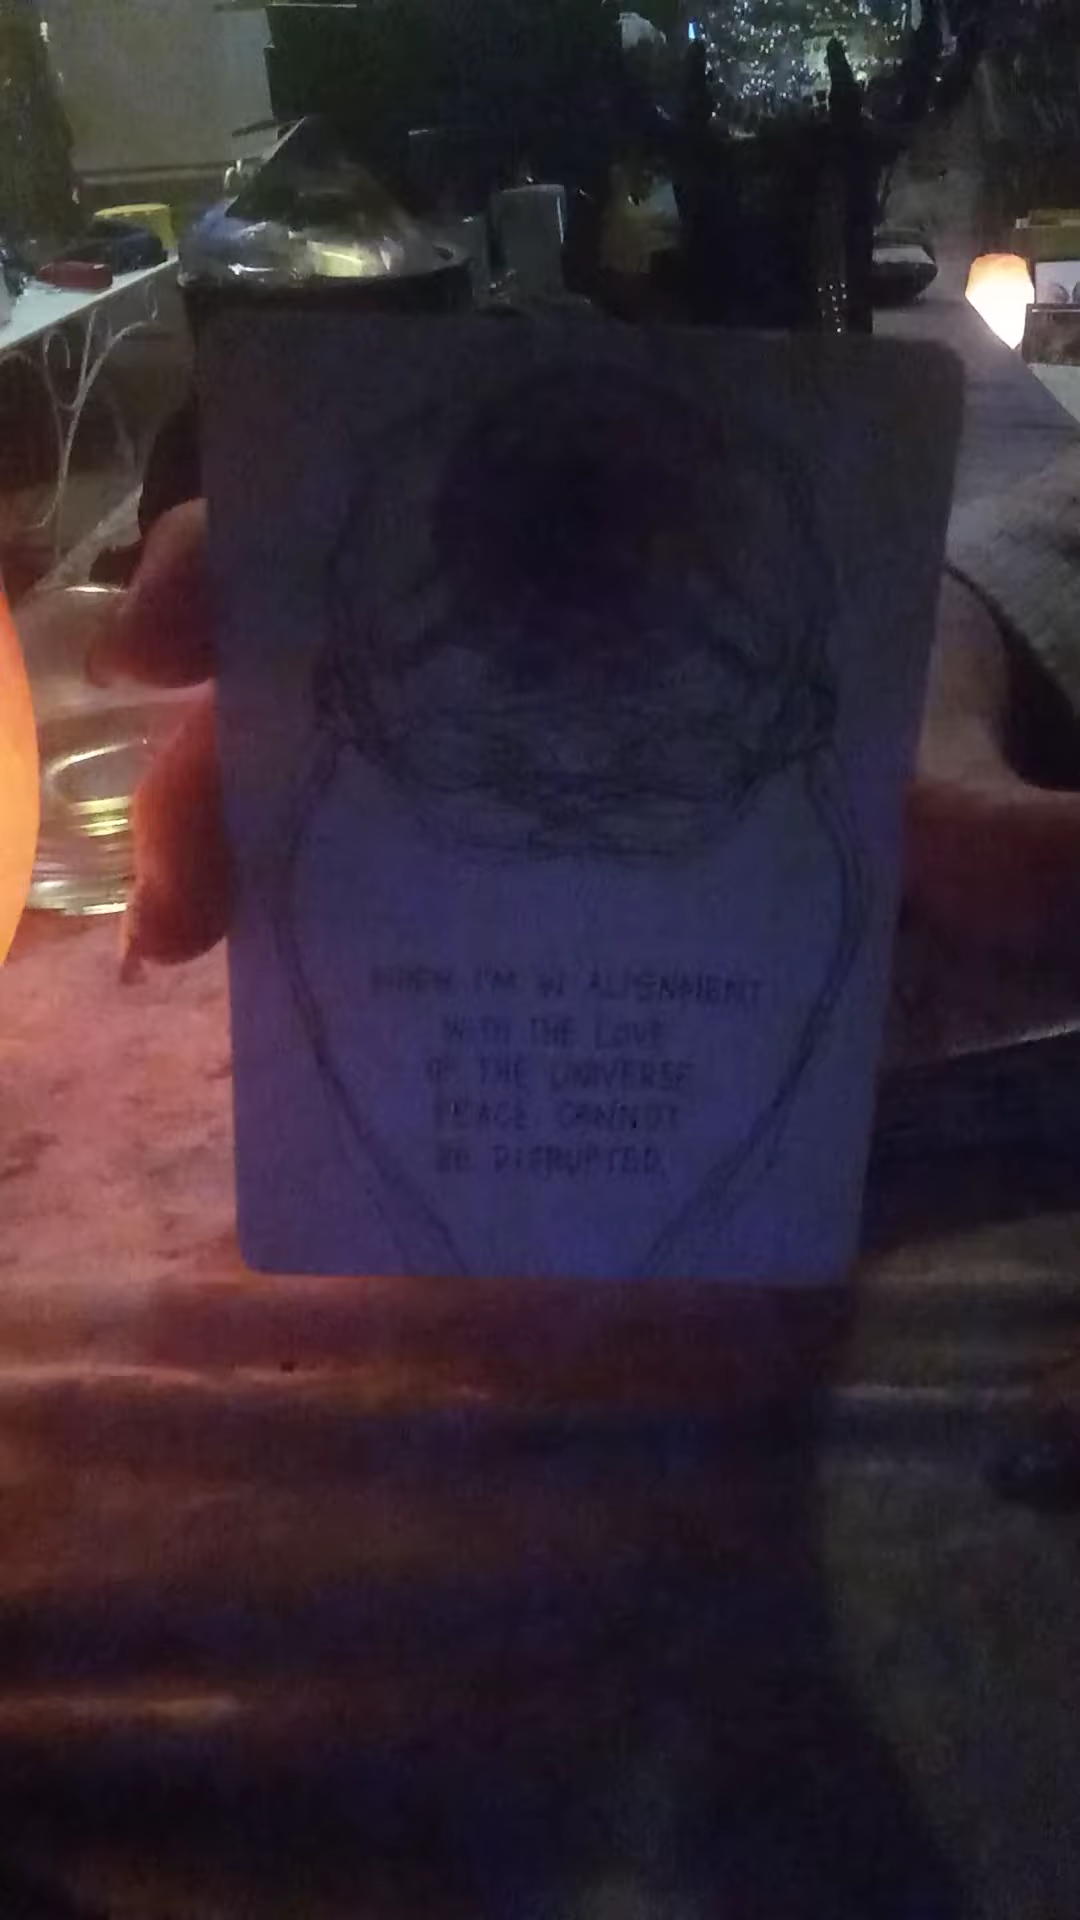 WHEN I'M IN ALIGNMENT
WITH THE LOVE
OF THE UNIVERSE
PEACE CANNOT
BE DISRUPTED.